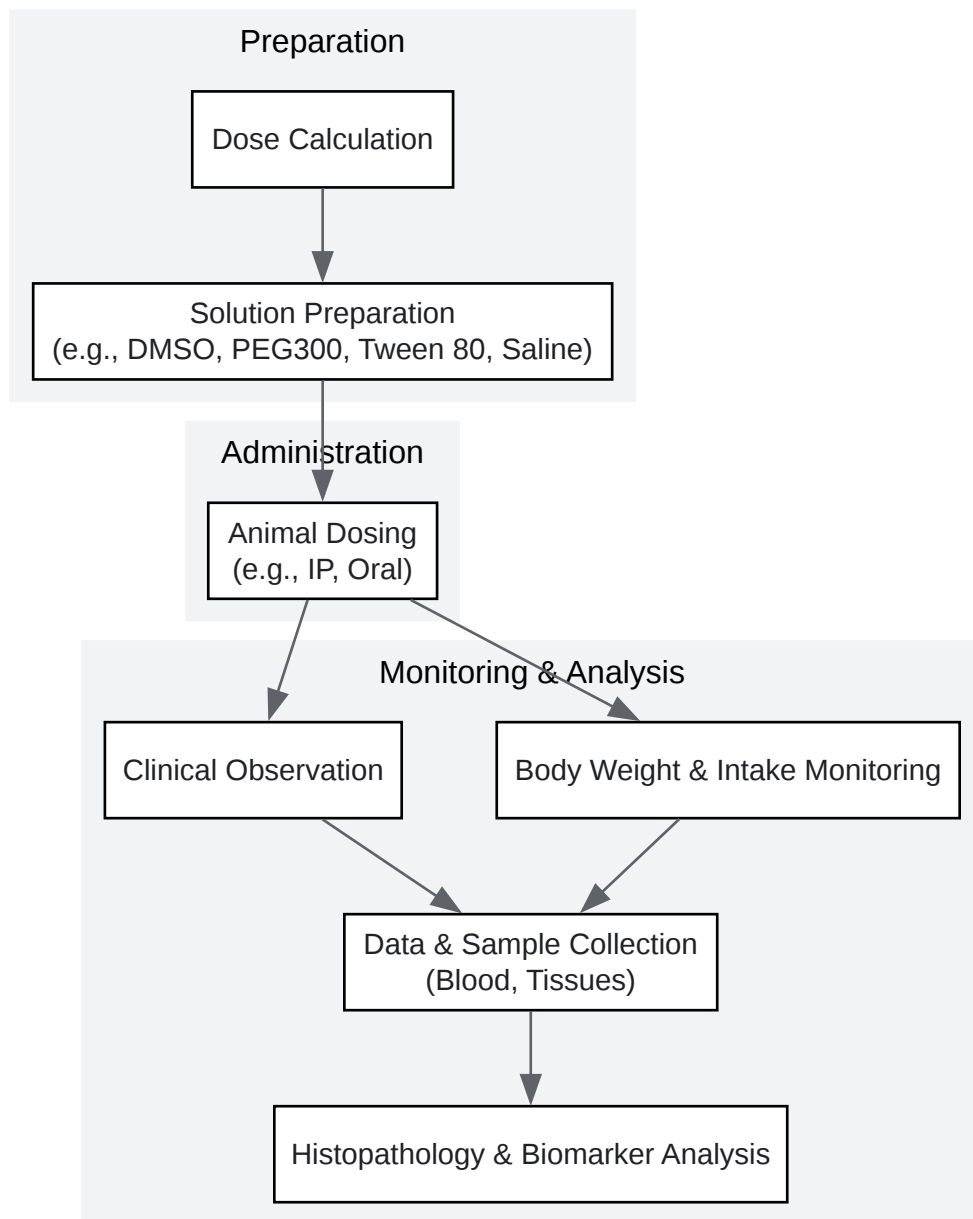 Preparation
Dose Calculation
Solution Preparation
(e.g., DMSO, PEG300, Tween 80, Saline)
Administration
Animal Dosing
(e.g., IP, Oral)
Monitoring & Analysis
Clinical Observation
Body Weight & Intake Monitoring
Data & Sample Collection
(Blood, Tissues)
Histopathology & Biomarker Analysis